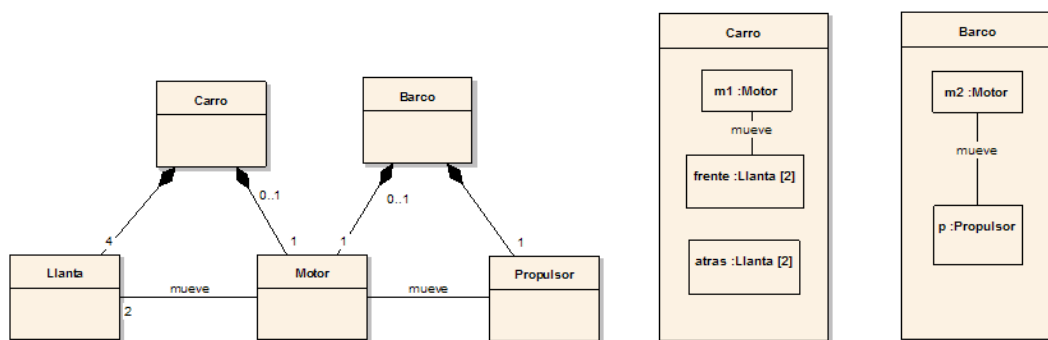 Carro
Barco
0..1
0..1
4
1
1
1
Llanta
Motor
Propulsor
mueve
mueve
2
Carro
m1 :Motor
mueve
frente :Llanta [2]
atras :Llanta [2]
Barco
m2 :Motor
mueve
p :Propulsor